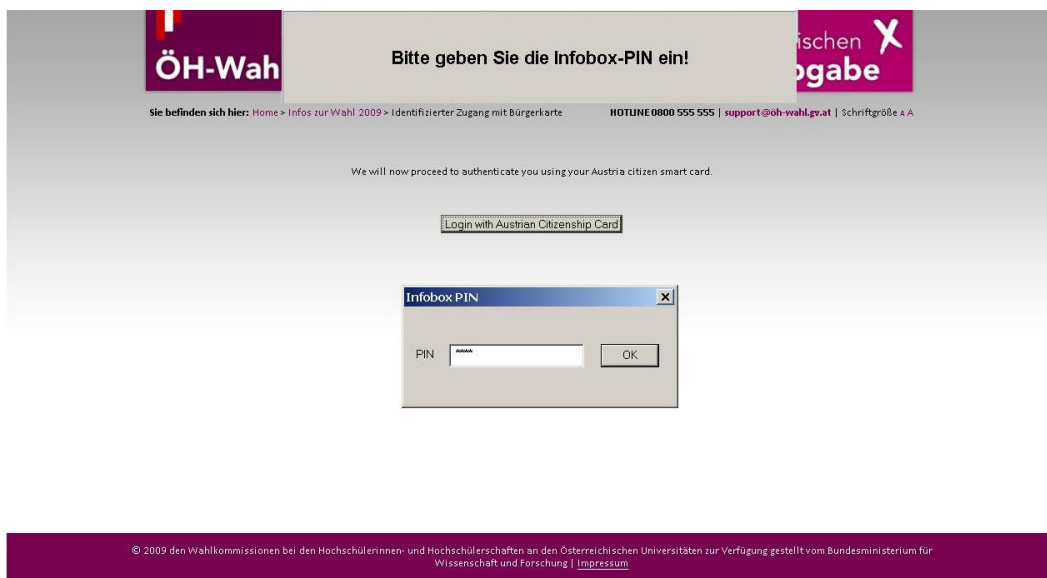 ÖH-Wah
Bitte geben Sie die Infobox-PIN ein!
ischen
gabe
Sie befinden sich hier: Home > Infos zur Wahl 2009 > Identifizierter Zugang mit Bürgerkarte
HOTLINE 0800 555 555 | support@öh-wahl.gv.at | Schriftgröße A A
We will now proceed to authenticate you using your Austria citizen smart card.
Login with Austrian Citizenship Card
Infobox PIN
PIN
****
OK
© 2009 den Wahlkommissionen bei den Hochschülerinnen- und Hochschülerschaften an den Österreichischen Universitäten zur Verfügung gestellt vom Bundesministerium für
Wissenschaft und Forschung | Impressum